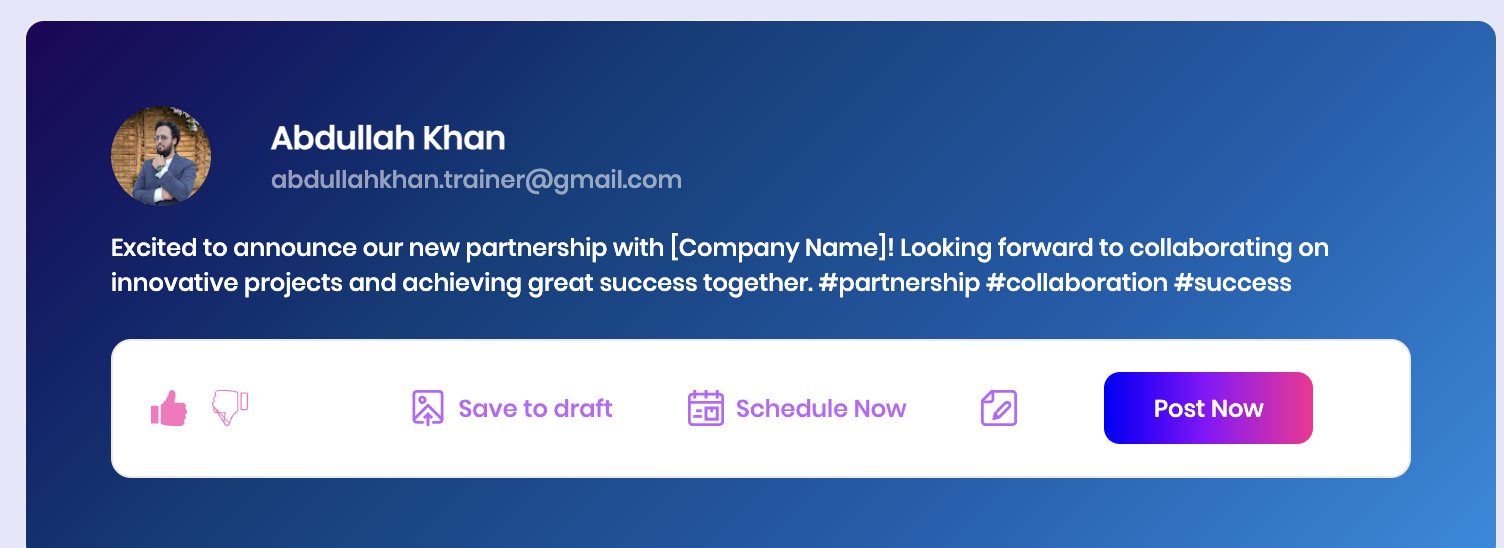 Abdullah Khan
abdullahkhan.trainer@gmail.com
Excited to announce our new partnership with [Company Name]! Looking forward to collaborating on
innovative projects and achieving great success together. #partnership #collaboration #success
Save to draft
Schedule Now
Post Now